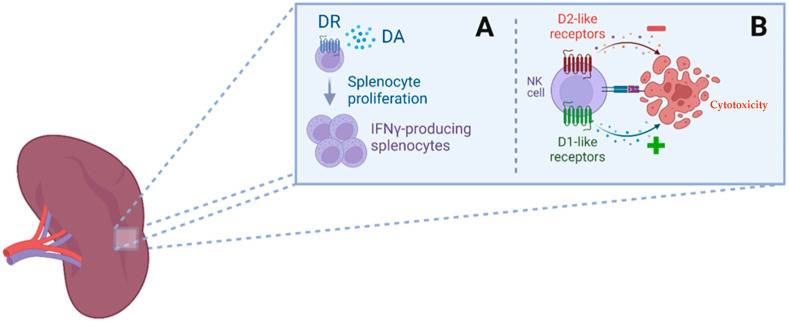 DR
DA
A
Splenocyte
proliferation
IFNγ-producing
splenocytes
B
D2-like
receptors
−
NK
cell
Cytotoxicity
D1-like
receptors
+